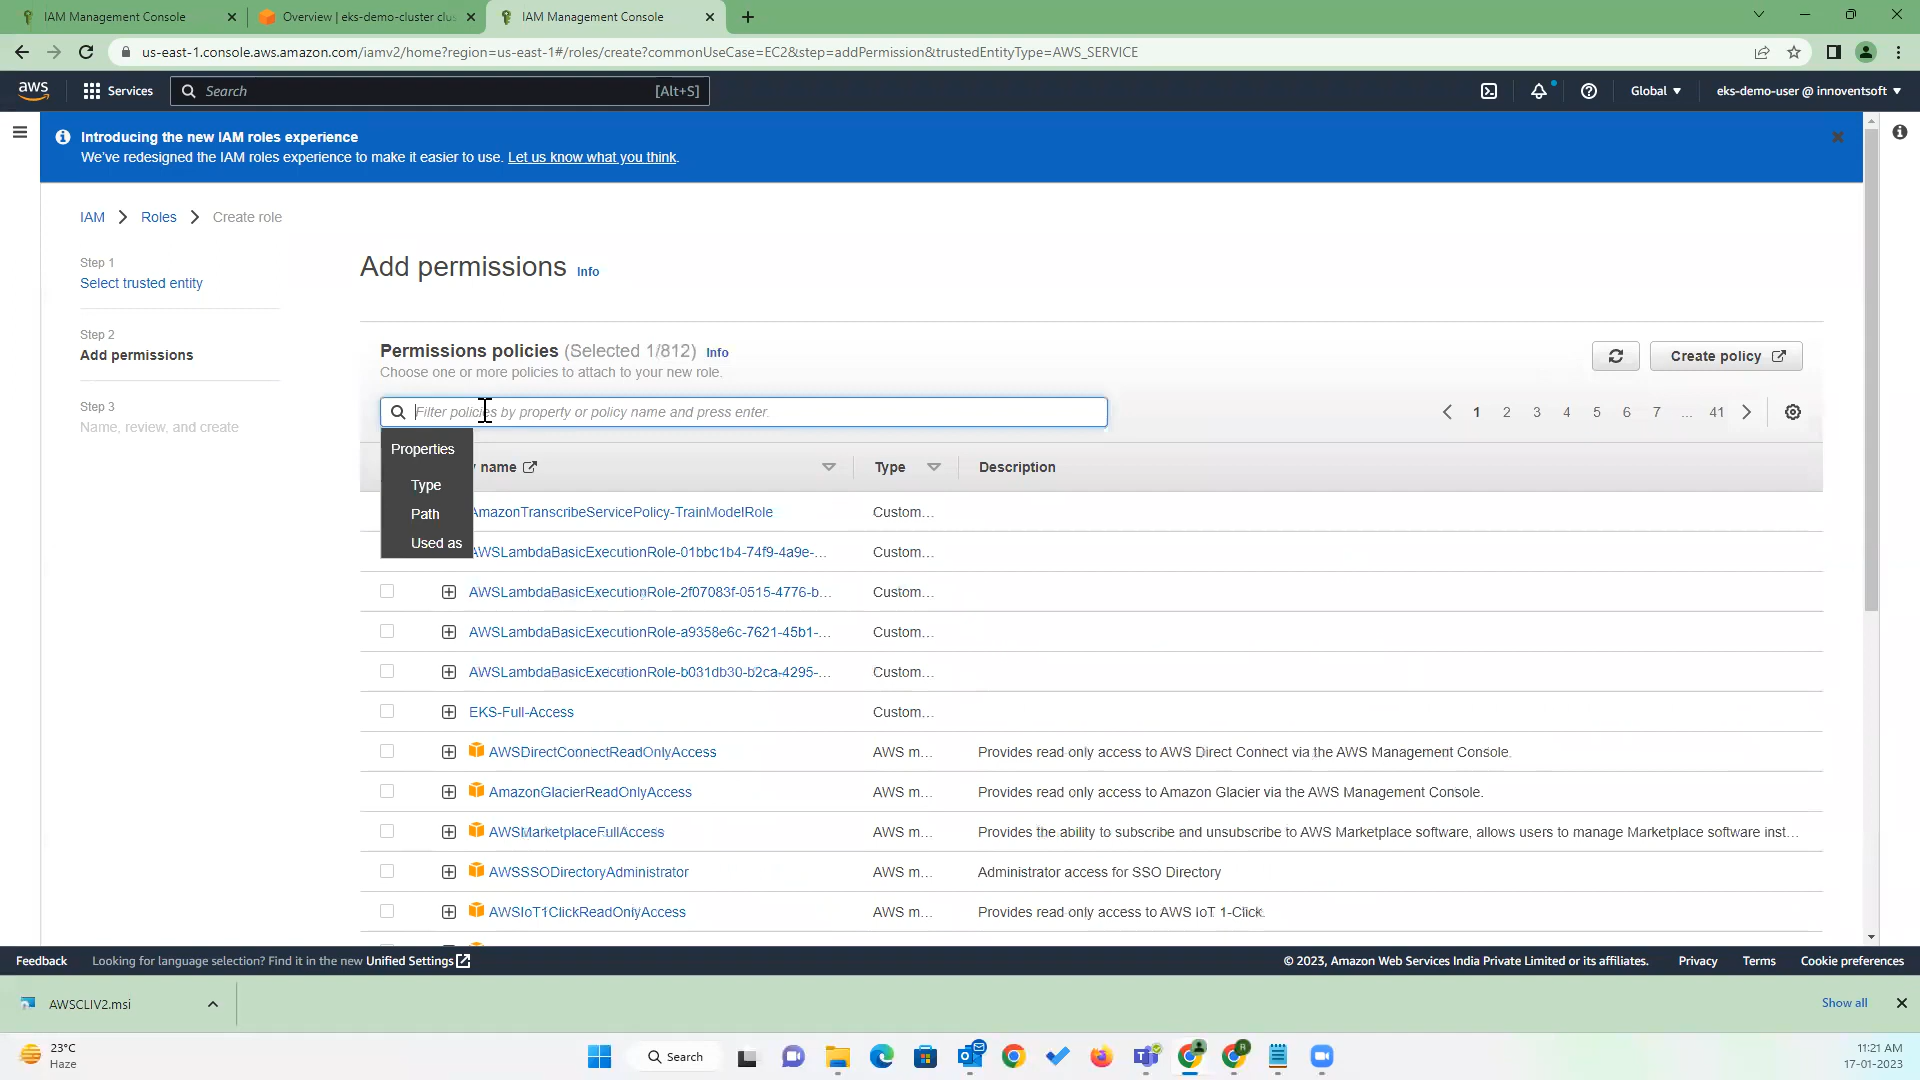 IAM Management Console
Overview | eks-demo-cluster clus
IAM Management Console
us-east-1.console.aws.amazon.com/iamv2/home?region=us-east-1#/roles/create?commonUseCase=EC2&step=addPermission&trustedEntityType=AWS_SERVICE
aws
Services
Search
[Alt+S]
Global
eks-demo-user @ innoventsoft
Introducing the new IAM roles experience
We've redesigned the IAM roles experience to make it easier to use. Let us know what you think.
IAM
Roles
Create role
Step 1
Select trusted entity
Step 2
Add permissions
Step 3
Name, review, and create
Add permissions Info
Permissions policies (Selected 1/812) Info
Choose one or more policies to attach to your new role.
Create policy
Filter policies by property or policy name and press enter.
1 2 3 4 5 6 7 ... 41
Properties
Type
Path
Used as
name
Type
Description
AmazonTranscribeServicePolicy-TrainModelRole Custom...
AWSLambdaBasicExecutionRole-01bbc1b4-74f9-4a9e-... Custom...
AWSLambdaBasicExecutionRole-2f07083f-0515-4776-b... Custom...
AWSLambdaBasicExecutionRole-a9358e6c-7621-45b1-... Custom...
AWSLambdaBasicExecutionRole-b031db30-b2ca-4295-... Custom...
EKS-Full-Access Custom...
AWSDirectConnectReadOnlyAccess AWS m... Provides read only access to AWS Direct Connect via the AWS Management Console.
AmazonGlacierReadOnlyAccess AWS m... Provides read only access to Amazon Glacier via the AWS Management Console.
AWSMarketplaceFullAccess AWS m... Provides the ability to subscribe and unsubscribe to AWS Marketplace software, allows users to manage Marketplace software inst...
AWSSSODirectoryAdministrator AWS m... Administrator access for SSO Directory
AWSIoT1ClickReadOnlyAccess AWS m... Provides read only access to AWS IoT 1-Click.
Feedback
Looking for language selection? Find it in the new Unified Settings
© 2023, Amazon Web Services India Private Limited or its affiliates.
Privacy
Terms
Cookie preferences
AWSCLIV2.msi
Show all
23°C
Haze
Search
11:21 AM
17-01-2023